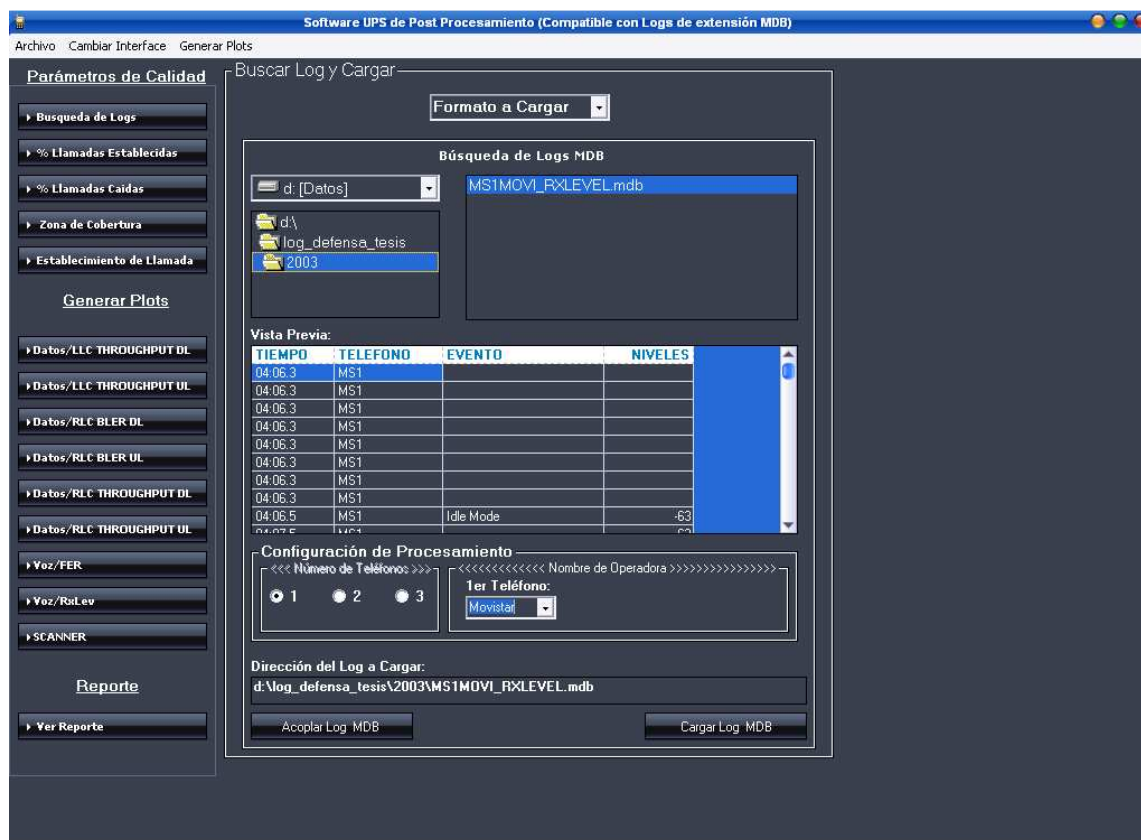 Software UPS de Post Procesamiento (Compatible con Logs de extensión MDB)
Archivo Cambiar Interface Generar Plots
Parámetros de Calidad
Busqueda de Logs
% Llamadas Establecidas
% Llamadas Caidas
Zona de Cobertura
Establecimiento de Llamada
Generar Plots
Datos/LLC THROUGHPUT DL
Datos/LLC THROUGHPUT UL
Datos/RLC BLER DL
Datos/RLC BLER UL
Datos/RLC THROUGHPUT DL
Datos/RLC THROUGHPUT UL
Voz/FER
Voz/RxLev
SCANNER
Reporte
Ver Reporte
Buscar Log y Cargar
Formato a Cargar
Búsqueda de Logs MDB
d: [Datos]
d:\
log_defensa_tesis
2003
MS1MOVI_RXLEVEL.mdb
Vista Previa:
TIEMPO TELEFONO EVENTO NIVELES
04:06.3 MS1
04:06.3 MS1
04:06.3 MS1
04:06.3 MS1
04:06.3 MS1
04:06.3 MS1
04:06.3 MS1
04:06.3 MS1
04:06.5 MS1 Idle Mode -63
Configuración de Procesamiento
<<< Número de Teléfonos >>>
1 2 3
<<<<<<<<<<<<< Nombre de Operadora >>>>>>>>>>>>>>>>
1er Teléfono:
Movistar
Dirección del Log a Cargar:
d:\log_defensa_tesis\2003\MS1MOVI_RXLEVEL.mdb
Acoplar Log MDB Cargar Log MDB